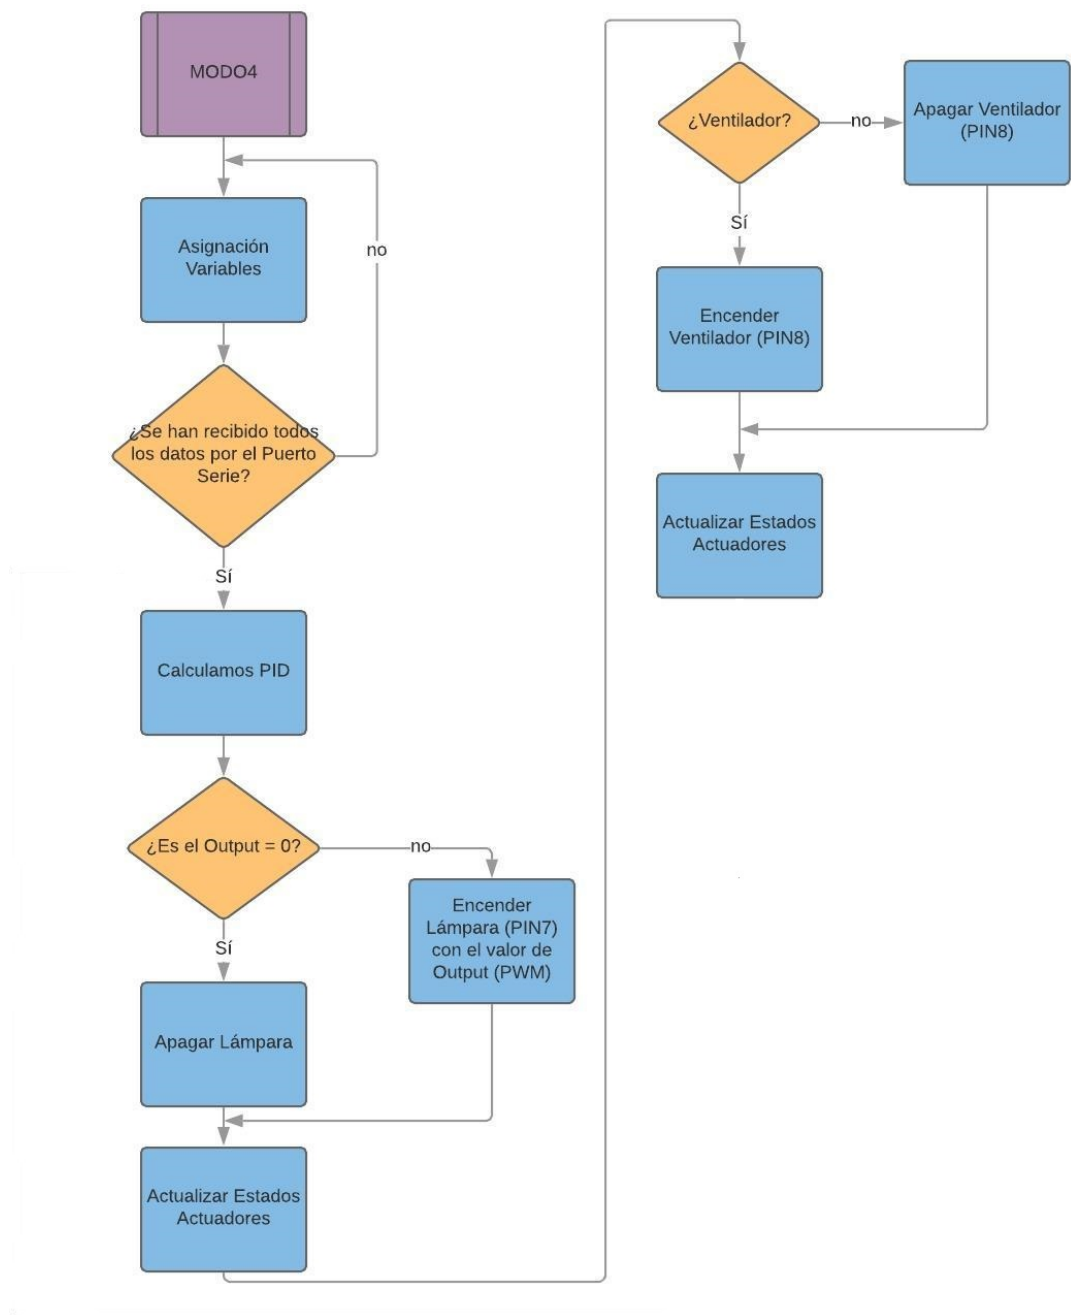 MODO4
Asignación
Variables
no
¿Se han recibido todos
los datos por el Puerto
Serie?
Sí
Calculamos PID
¿Es el Output = 0?
no
Encender
Lámpara (PIN7)
con el valor de
Output (PWM)
Sí
Apagar Lámpara
Actualizar Estados
Actuadores
¿Ventilador?
no
Apagar Ventilador
(PIN8)
Sí
Encender
Ventilador (PIN8)
Actualizar Estados
Actuadores